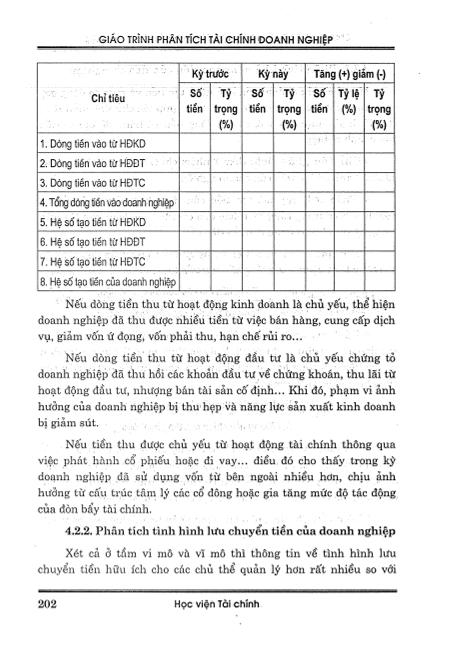 GIÁO TRÌNH PHÂN TÍCH TÀI CHÍNH DOANH NGHIỆP
Chỉ tiêu | Kỳ trước | Kỳ này | Tăng (+) giảm (-)
Số tiền | Tỷ trọng (%) | Số tiền | Tỷ trọng (%) | Số tiền | Tỷ lệ (%) | Tỷ trọng (%)
1. Dòng tiền vào từ HĐKD
2. Dòng tiền vào từ HĐĐT
3. Dòng tiền vào từ HĐTC
4. Tổng dòng tiền vào doanh nghiệp
5. Hệ số tạo tiền từ HĐKD
6. Hệ số tạo tiền từ HĐĐT
7. Hệ số tạo tiền từ HĐTC
8. Hệ số tạo tiền của doanh nghiệp
Nếu dòng tiền thu từ hoạt động kinh doanh là chủ yếu, thể hiện
doanh nghiệp đã thu được nhiều tiền từ việc bán hàng, cung cấp dịch
vụ, giảm vốn ứ đọng, vốn phải thu, hạn chế rủi ro...
Nếu dòng tiền thu từ hoạt động đầu tư là chủ yếu chứng tỏ
doanh nghiệp đã thu hồi các khoản đầu tư về chứng khoán, thu lãi từ
hoạt động đầu tư, nhượng bán tài sản cố định... Khi đó, phạm vi ảnh
hưởng của doanh nghiệp bị thu hẹp và năng lực sản xuất kinh doanh
bị giảm sút.
Nếu tiền thu được chủ yếu từ hoạt động tài chính thông qua
việc phát hành cổ phiếu hoặc đi vay... điều đó cho thấy trong kỳ
doanh nghiệp đã sử dụng vốn từ bên ngoài nhiều hơn, chịu ảnh
hưởng từ cấu trúc tâm lý các cổ đông hoặc gia tăng mức độ tác động
của đòn bẩy tài chính.
4.2.2. Phân tích tình hình lưu chuyển tiền của doanh nghiệp
Xét cả ở tầm vi mô và vĩ mô thì thông tin về tình hình lưu
chuyển tiền hữu ích cho các chủ thể quản lý hơn rất nhiều so với
202
Học viện Tài chính